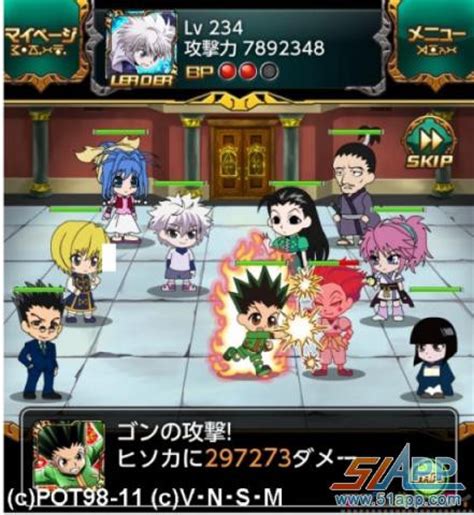 マイページ
Lv 234
攻撃力 7892348
LEADER
BP
メニュー
SKIP
ゴンの攻撃!
ヒソカに297273ダメー
51App
www.51app.com
(c)POT98-11 (c)V・N・S・M